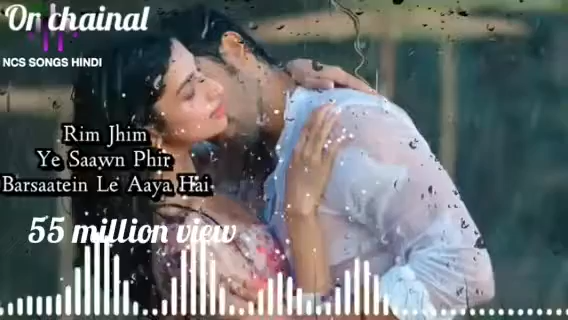 Or chainal
NCS SONGS HINDI
Rim Jhim
Ye Saawn Phir
Barsaatein Le Aaya Hai
55 million view